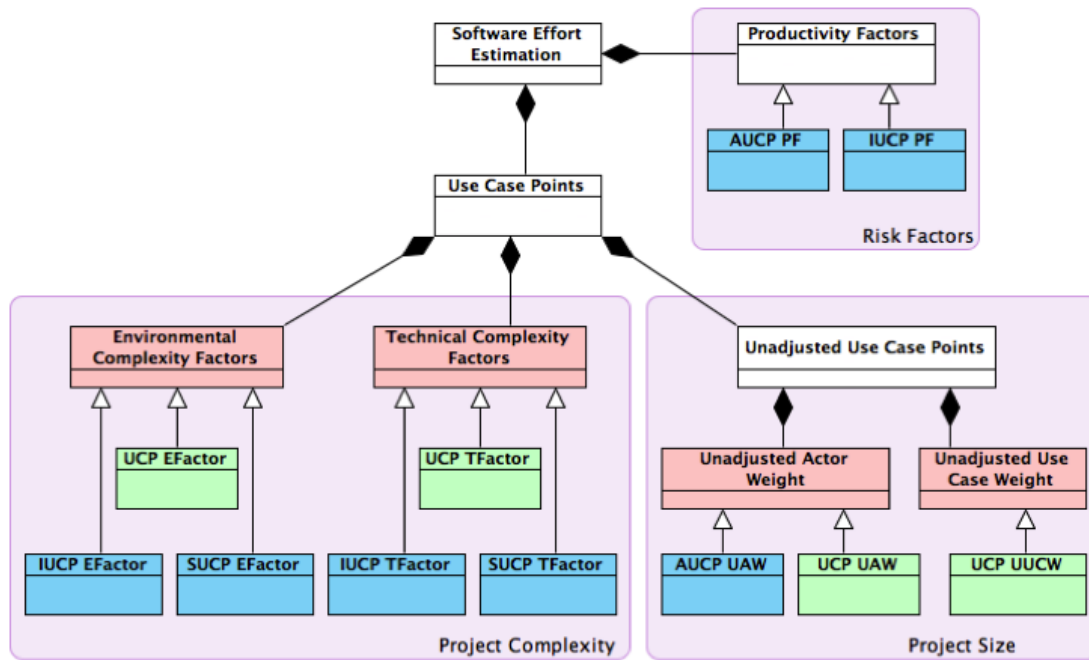 Software Effort
Estimation
Productivity Factors
AUCP PF
IUCP PF
Use Case Points
Risk Factors
Environmental
Complexity Factors
Technical Complexity
Factors
Unadjusted Use Case Points
UCP EFactor
UCP TFactor
Unadjusted Actor
Weight
Unadjusted Use
Case Weight
IUCP EFactor
SUCP EFactor
IUCP TFactor
SUCP TFactor
AUCP UAW
UCP UAW
UCP UUCW
Project Complexity
Project Size